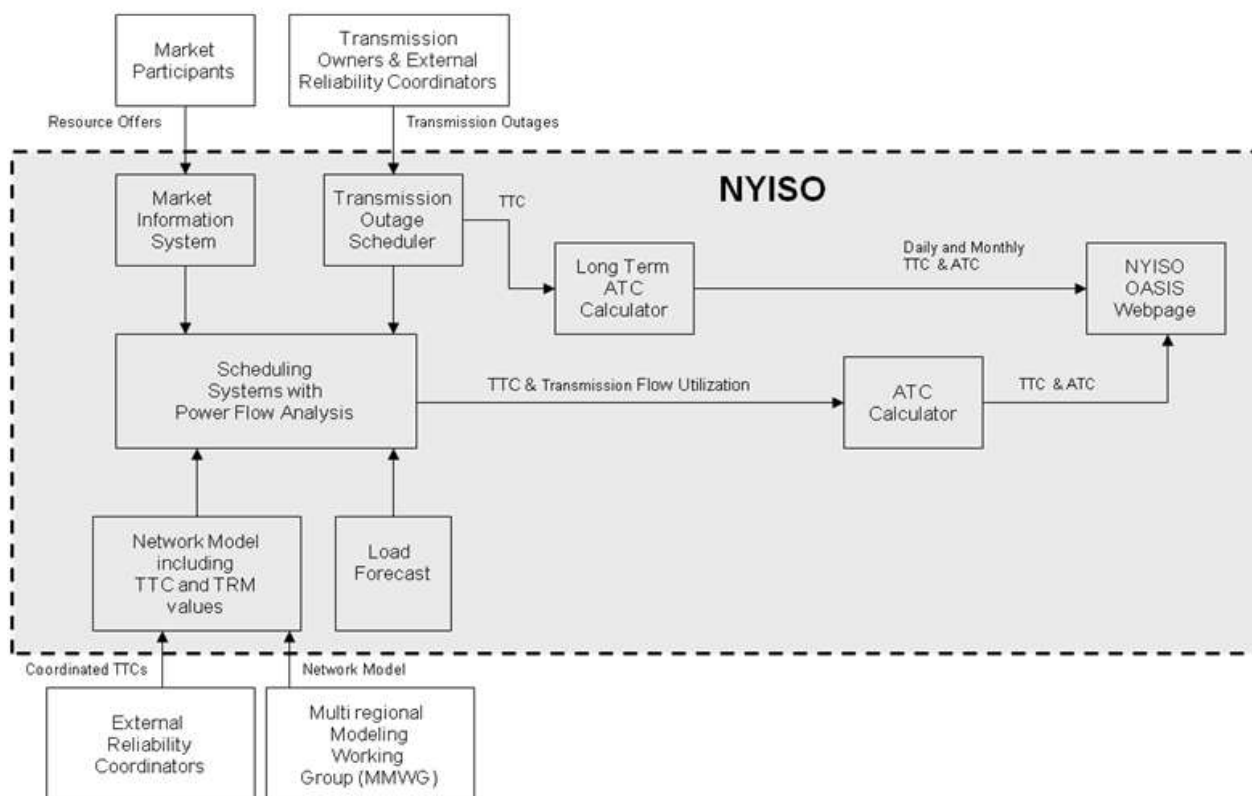 Market
Participants
Transmission
Owners & External
Reliability Coordinators
Resource Offers
Transmission Outages
NYISO
Market
Information
System
Transmission
Outage
Scheduler
TTC
Long Term
ATC
Calculator
Daily and Monthly
TTC & ATC
NYISO
OASIS
Webpage
Scheduling
Systems with
Power Flow Analysis
TTC & Transmission Flow Utilization
ATC
Calculator
TTC & ATC
Network Model
including
TTC and TRM
values
Load
Forecast
Coordinated TTCs
Network Model
External
Reliability
Coordinators
Multi regional
Modeling
Working
Group (MMWG)